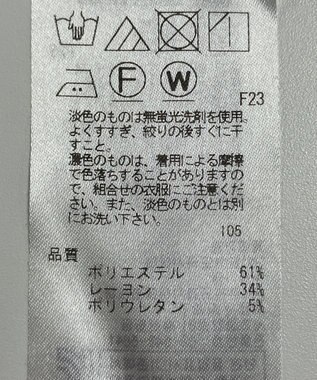 F W
F23
淡色のものは無蛍光洗剤を使用。
よくすすぎ、絞りの後すぐに干
すこと。
濃色のものは、着用による摩擦
で色落ちすることがありますの
で、組合せの衣服にご注意くだ
さい。また、淡色のものとは別
にお洗い下さい。
105
品質
ポリエステル 61%
レーヨン 34%
ポリウレタン 5%